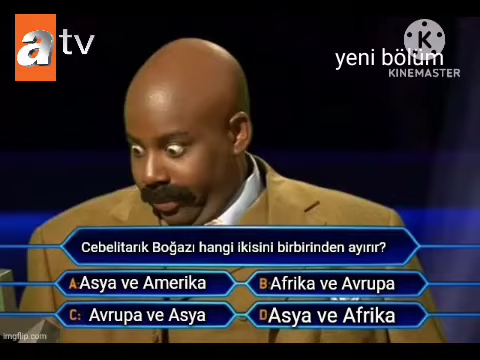 a tv
yeni bölüm
K
KINEMASTER
Cebelitarık Boğazı hangi ikisini birbirinden ayırır?
A: Asya ve Amerika
B: Afrika ve Avrupa
C: Avrupa ve Asya
D: Asya ve Afrika
imgflip.com